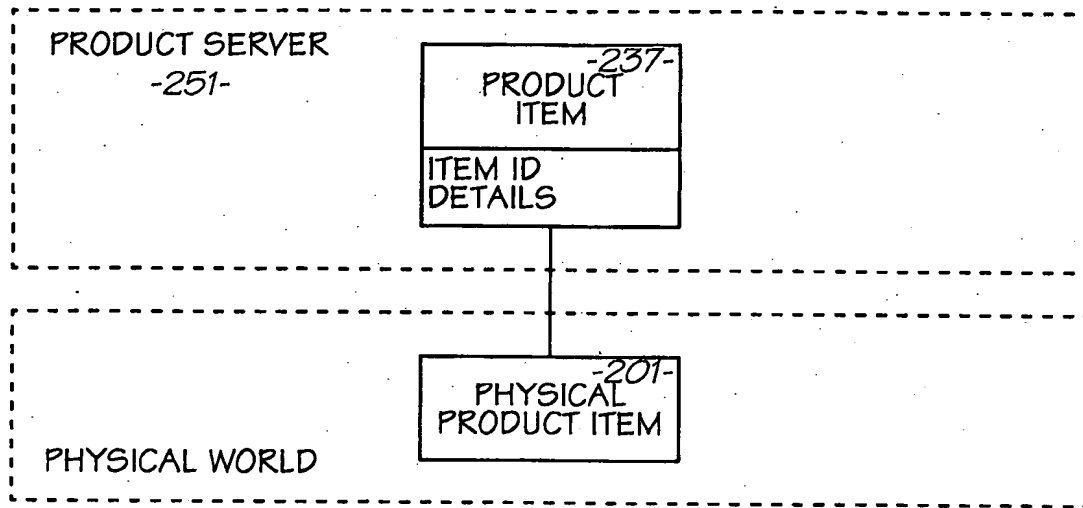 PRODUCT SERVER
-251-
-237-
PRODUCT
ITEM
ITEM ID
DETAILS
-201-
PHYSICAL
PRODUCT ITEM
PHYSICAL WORLD